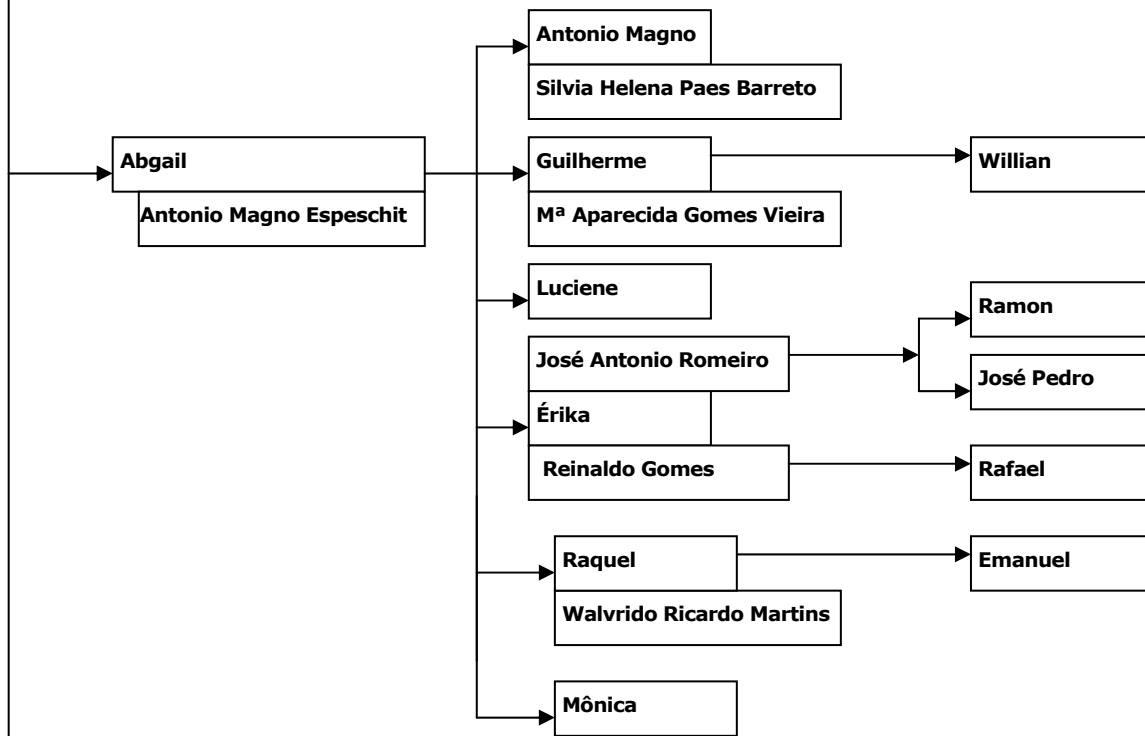 Antonio Magno
Silvia Helena Paes Barreto
Abgail
Antonio Magno Espeschit
Guilherme
Mª Aparecida Gomes Vieira
Willian
Luciene
Ramon
José Antonio Romeiro
José Pedro
Érika
Reinaldo Gomes
Rafael
Raquel
Walvrido Ricardo Martins
Emanuel
Mônica